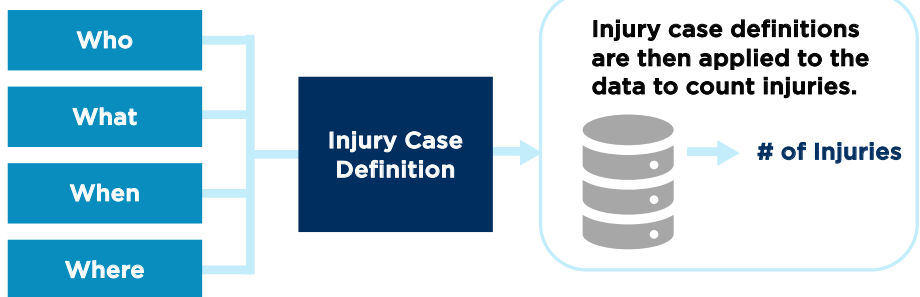 Who
What
When
Where
Injury Case
Definition
Injury case definitions
are then applied to the
data to count injuries.
# of Injuries